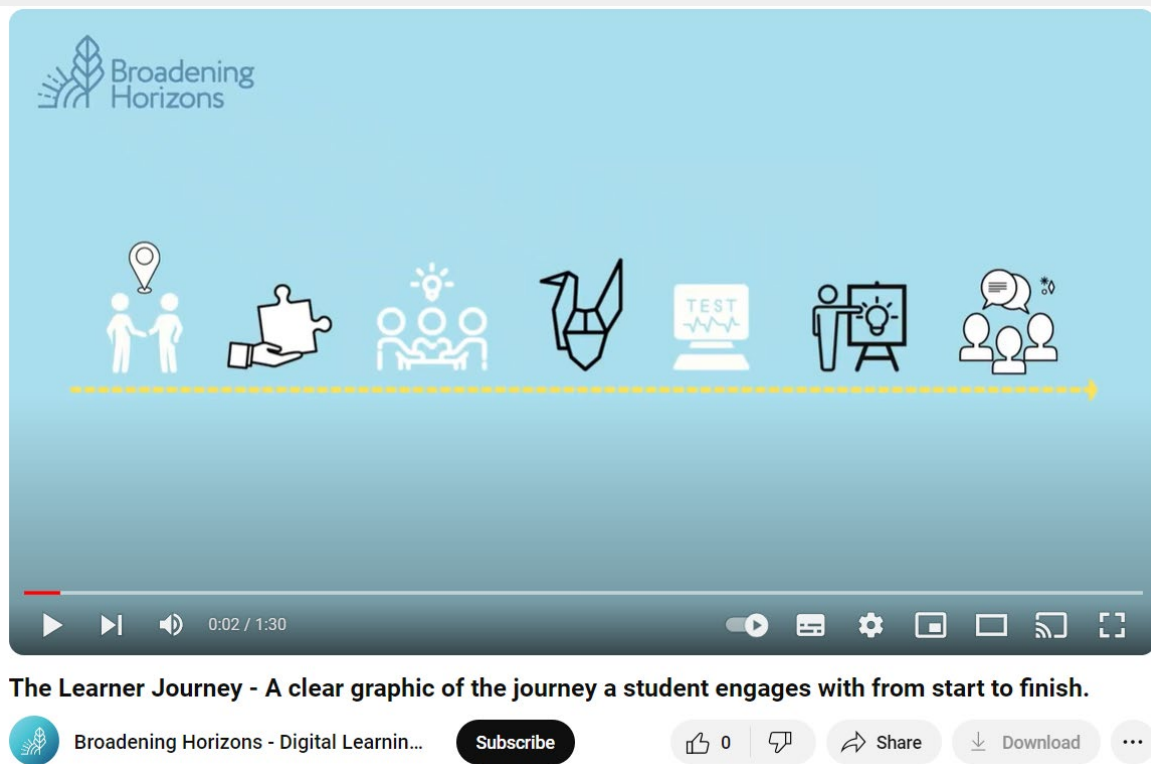 Broadening
Horizons
TEST
0:02 / 1:30
The Learner Journey - A clear graphic of the journey a student engages with from start to finish.
Broadening Horizons - Digital Learnin...
Subscribe
0
Share
Download